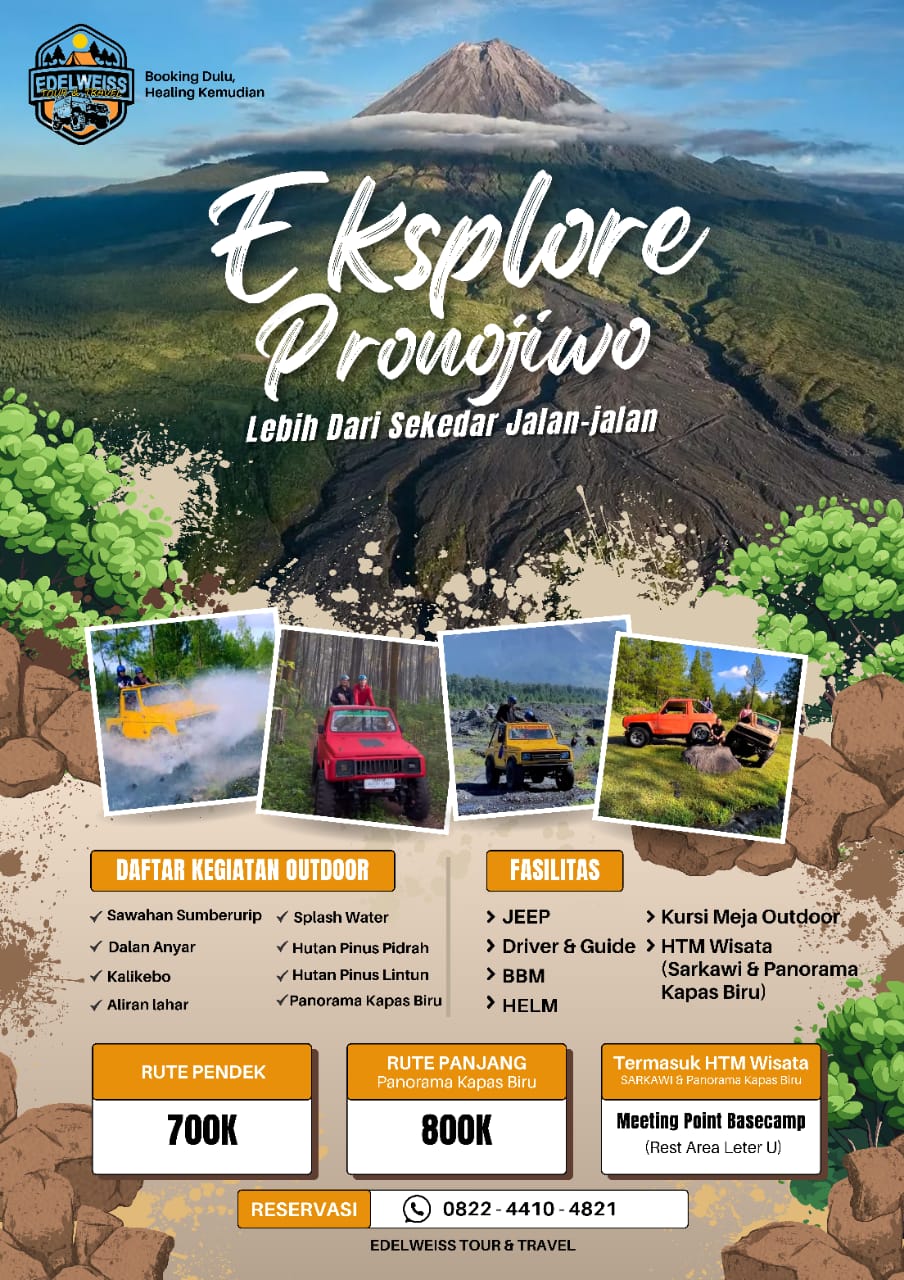 EDELWEISS
TOUR & TRAVEL
Booking Dulu,
Healing Kemudian
Eksplore
Pronojiwo
Lebih Dari Sekedar Jalan-jalan
DAFTAR KEGIATAN OUTDOOR
Sawahan Sumberurip
Dalan Anyar
Kalikebo
Aliran lahar
Splash Water
Hutan Pinus Pidrah
Hutan Pinus Lintun
Panorama Kapas Biru
FASILITAS
JEEP
Driver & Guide
BBM
HELM
Kursi Meja Outdoor
HTM Wisata
(Sarkawi & Panorama
Kapas Biru)
RUTE PENDEK
700K
RUTE PANJANG
Panorama Kapas Biru
800K
Termasuk HTM Wisata
SARKAWI & Panorama Kapas Biru
Meeting Point Basecamp
(Rest Area Leter U)
RESERVASI
0822 - 4410 - 4821
EDELWEISS TOUR & TRAVEL